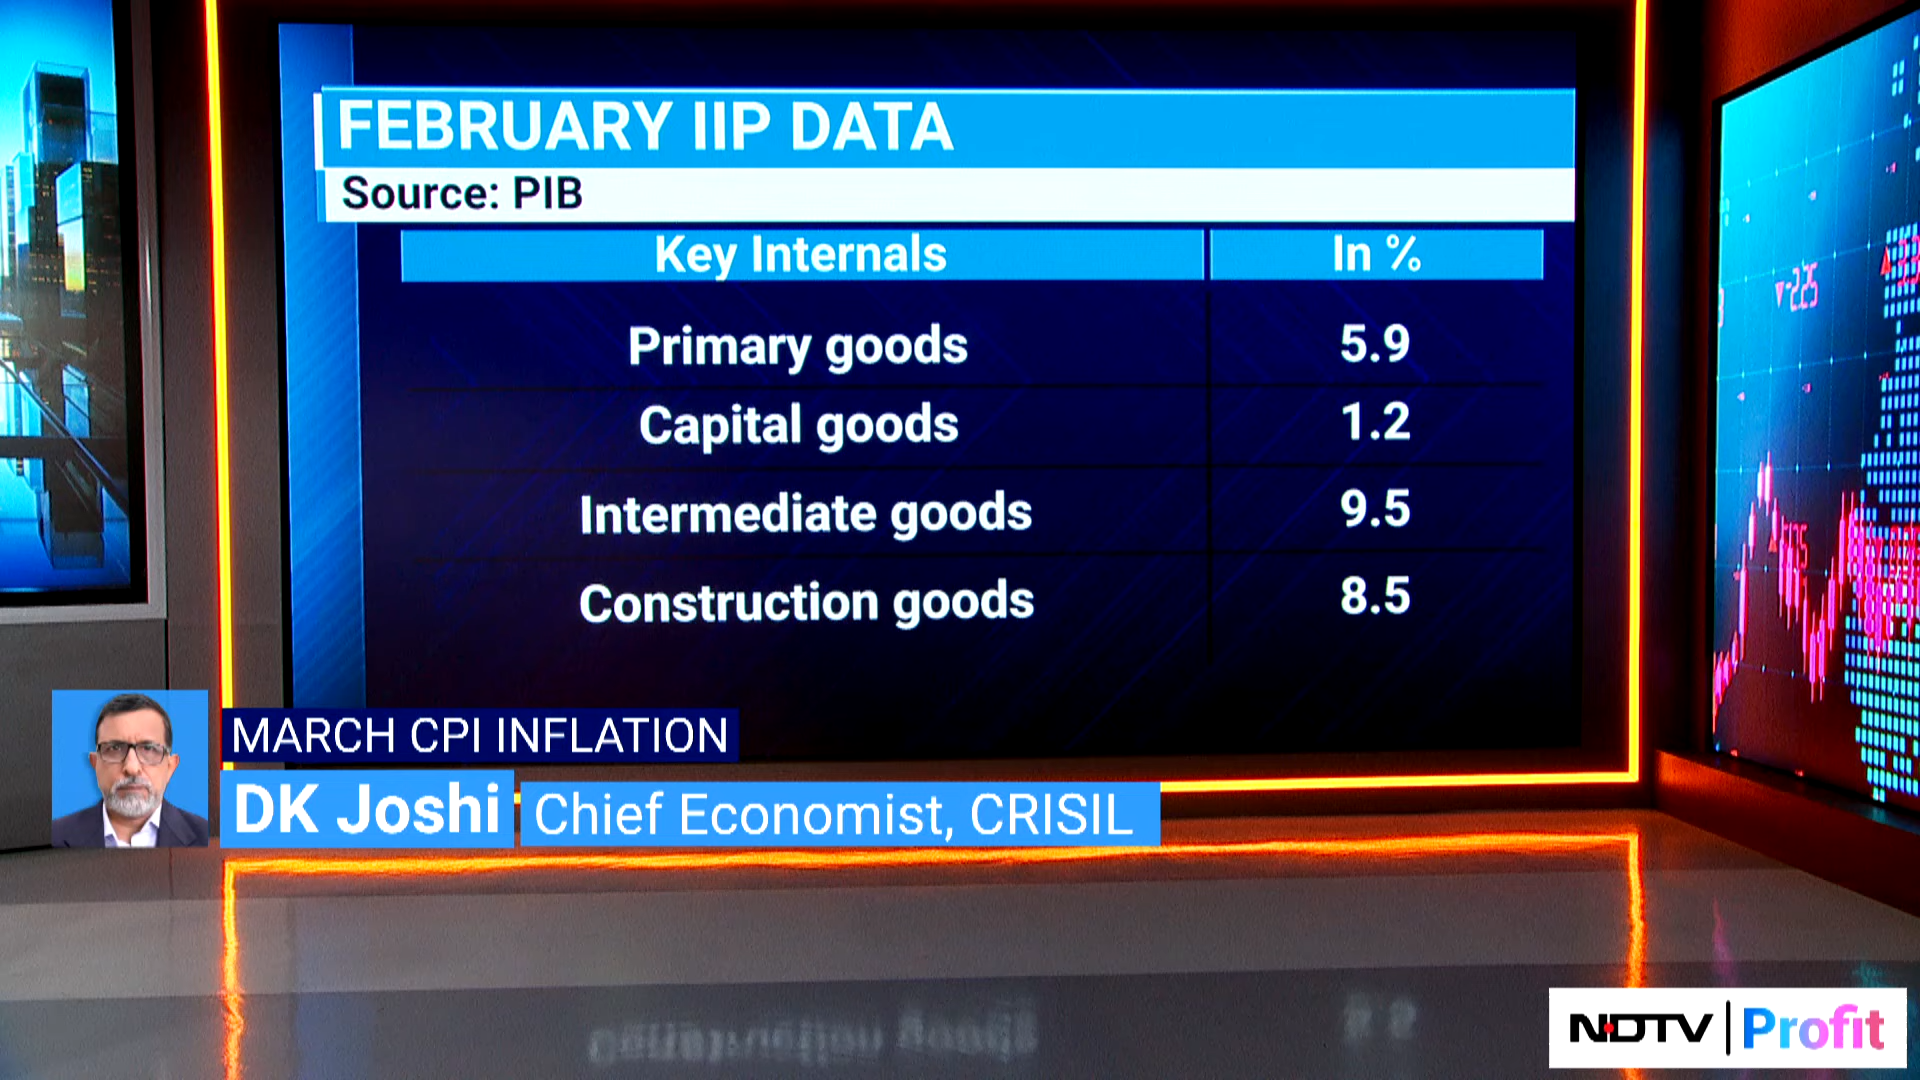 FEBRUARY IIP DATA
Source: PIB
Key Internals In %
Primary goods 5.9
Capital goods 1.2
Intermediate goods 9.5
Construction goods 8.5
MARCH CPI INFLATION
DK Joshi Chief Economist, CRISIL
NDTV Profit